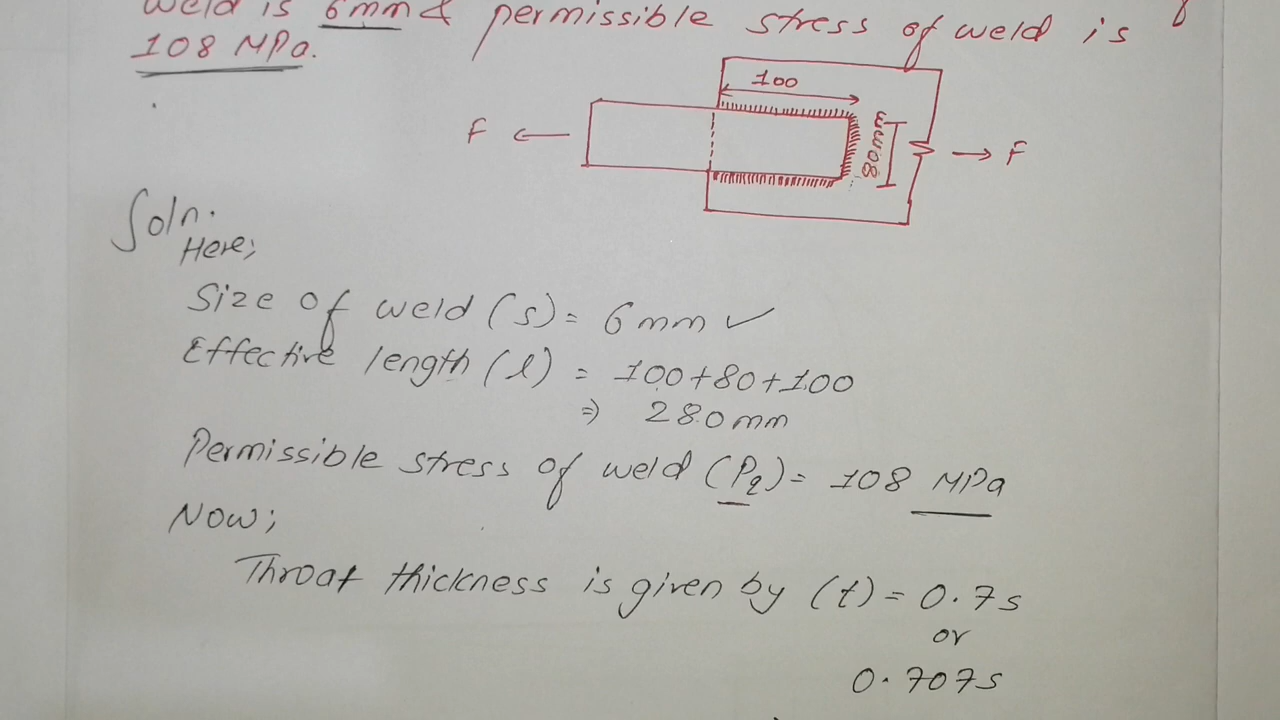 weld is 6mm & permissible stress of weld is
108 MPa.
100
F
80mm
F
Soln.
Here;
Size of weld (s) = 6mm ✓
Effective length (l) = 100+80+100
⇒ 280mm
Permissible stress of weld (Pq) = 108 MPa
Now;
Throat thickness is given by (t) = 0.7s
or
0.707s